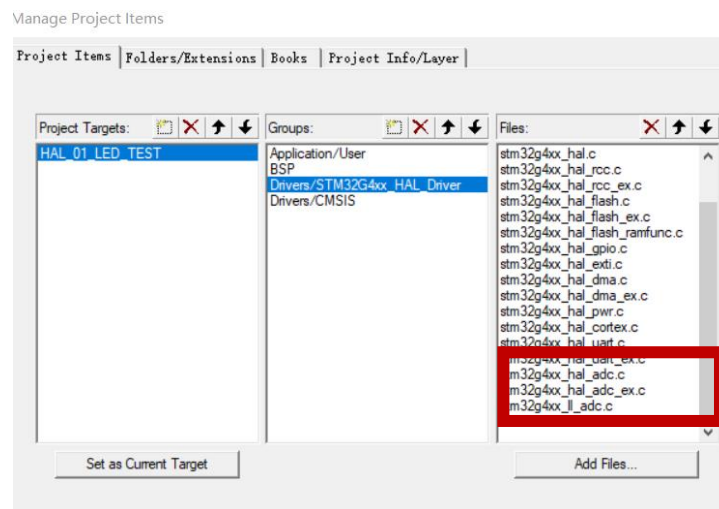 Manage Project Items
Project Items Folders/Extensions Books Project Info/Layer
Project Targets:
HAL_01_LED_TEST
Set as Current Target
Groups:
Application/User
BSP
Drivers/STM32G4xx_HAL_Driver
Drivers/CMSIS
Files:
stm32g4xx_hal.c
stm32g4xx_hal_rcc.c
stm32g4xx_hal_rcc_ex.c
stm32g4xx_hal_flash.c
stm32g4xx_hal_flash_ex.c
stm32g4xx_hal_flash_ramfunc.c
stm32g4xx_hal_gpio.c
stm32g4xx_hal_exti.c
stm32g4xx_hal_dma.c
stm32g4xx_hal_dma_ex.c
stm32g4xx_hal_pwr.c
stm32g4xx_hal_cortex.c
stm32g4xx_hal_uart.c
m32g4xx_hal_uart_ex.c
m32g4xx_hal_adc.c
m32g4xx_hal_adc_ex.c
m32g4xx_ll_adc.c
Add Files...